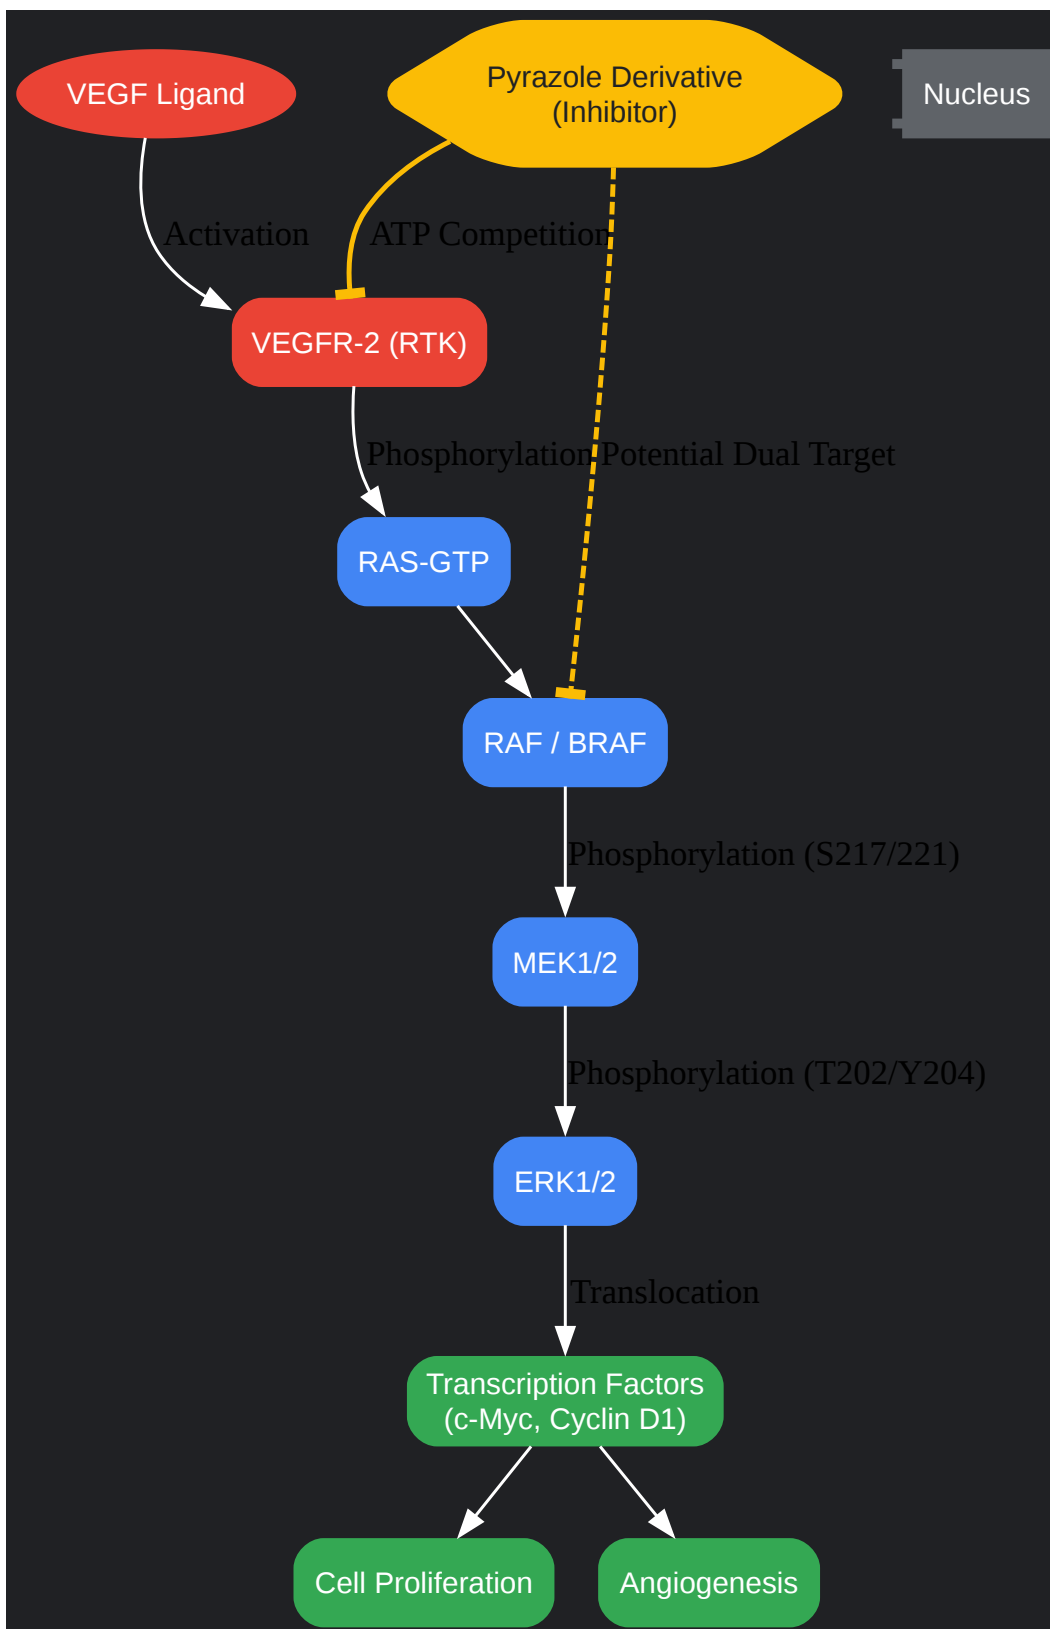 VEGF Ligand
Pyrazole Derivative
(Inhibitor)
Nucleus
Activation
ATP Competition
VEGFR-2 (RTK)
Phosphorylation
Potential Dual Target
RAS-GTP
RAF / BRAF
Phosphorylation (S217/221)
MEK1/2
Phosphorylation (T202/Y204)
ERK1/2
Translocation
Transcription Factors
(c-Myc, Cyclin D1)
Cell Proliferation
Angiogenesis